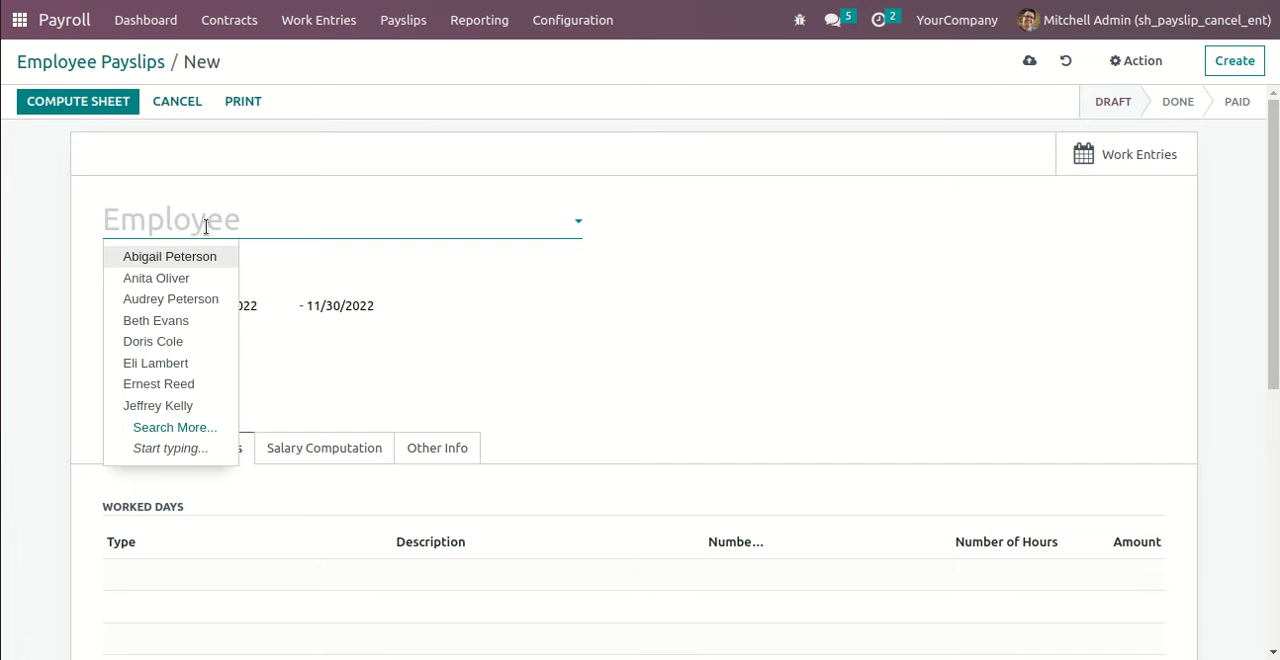 Payroll Dashboard Contracts Work Entries Payslips Reporting Configuration 5 2 YourCompany Mitchell Admin (sh_payslip_cancel_ent)
Employee Payslips / New Action Create
COMPUTE SHEET CANCEL PRINT DRAFT DONE PAID
Work Entries
Employee
Abigail Peterson
Anita Oliver
Audrey Peterson
022 - 11/30/2022
Beth Evans
Doris Cole
Eli Lambert
Ernest Reed
Jeffrey Kelly
Search More...
Start typing...
s Salary Computation Other Info
WORKED DAYS
Type Description Numbe... Number of Hours Amount